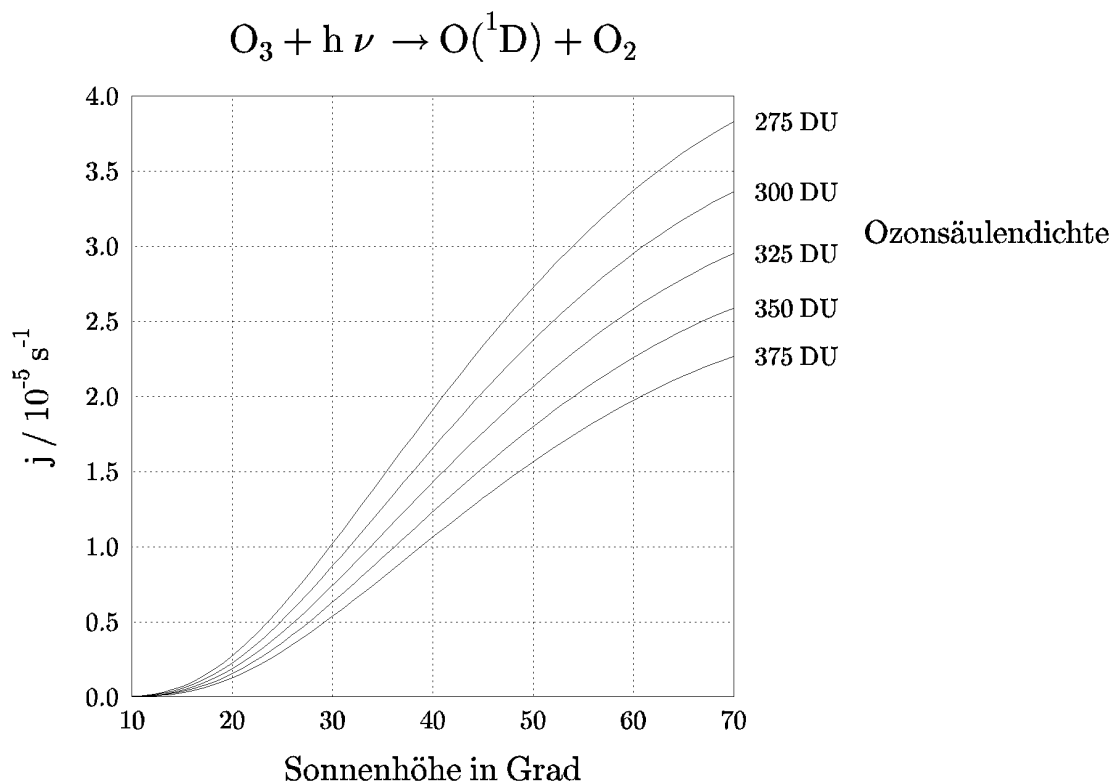 O₃ + h ν → O(¹D) + O₂
4.0
3.5
3.0
2.5
2.0
1.5
1.0
0.5
0.0
j / 10⁻⁵ s⁻¹
10 20 30 40 50 60 70
Sonnenhöhe in Grad
275 DU
300 DU
325 DU
350 DU
375 DU
Ozonsäulendichte